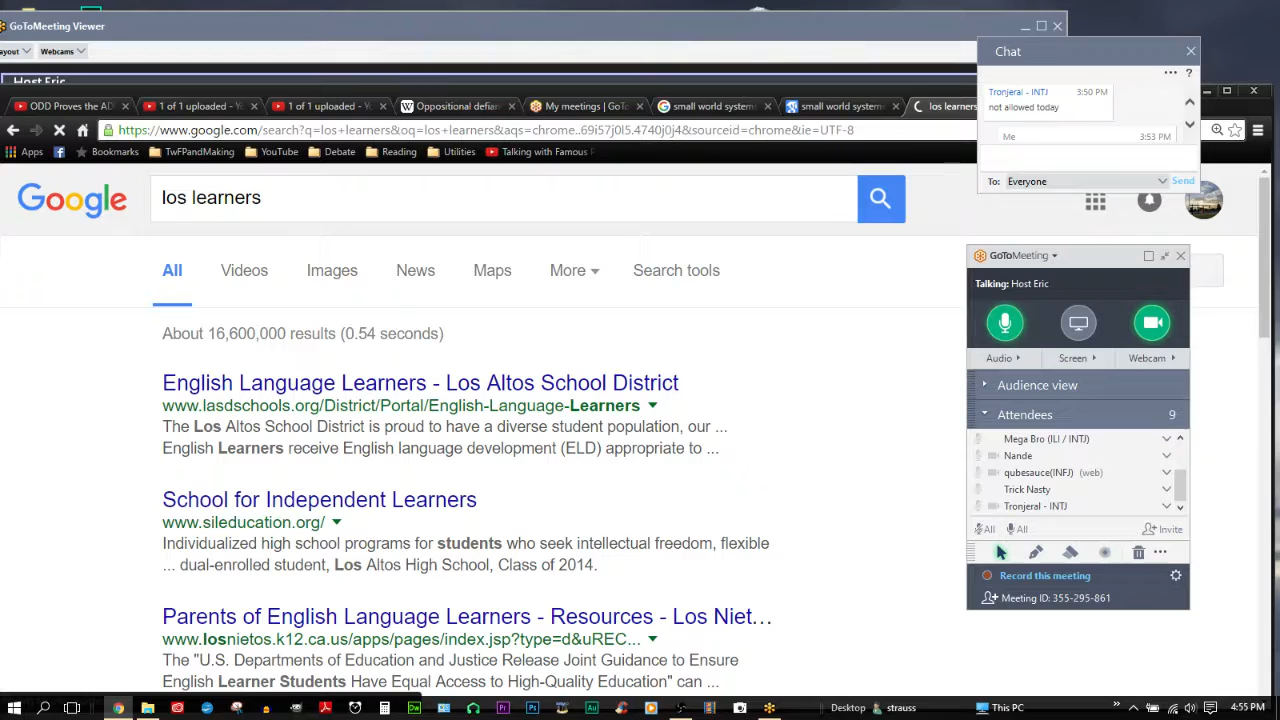 GoToMeeting Viewer
ayout Webcams
Host Eric
ODD Proves the AD × 1 of 1 uploaded - Yo × 1 of 1 uploaded - Yo × Oppositional defian × My meetings | GoTo × small world systems × small world systems × los learners
https://www.google.com/search?q=los+learners&oq=los+learners&aqs=chrome..69i57j0l5.4740j0j4&sourceid=chrome&ie=UTF-8
Apps Bookmarks TwFPAndMaking YouTube Debate Reading Utilities Talking with Famous P
Google los learners
All Videos Images News Maps More Search tools
About 16,600,000 results (0.54 seconds)
English Language Learners - Los Altos School District
www.lasdschools.org/District/Portal/English-Language-Learners
The Los Altos School District is proud to have a diverse student population, our ...
English Learners receive English language development (ELD) appropriate to ...
School for Independent Learners
www.sileducation.org/
Individualized high school programs for students who seek intellectual freedom, flexible
... dual-enrolled student, Los Altos High School, Class of 2014.
Parents of English Language Learners - Resources - Los Niet...
www.losnietos.k12.ca.us/apps/pages/index.jsp?type=d&uREC...
The "U.S. Departments of Education and Justice Release Joint Guidance to Ensure
English Learner Students Have Equal Access to High-Quality Education" can ...
Chat
Tronjeral - INTJ 3:50 PM
not allowed today
Me 3:53 PM
To: Everyone Send
GoToMeeting
Talking: Host Eric
Audio Screen Webcam
Audience view
Attendees 9
Mega Bro (ILI / INTJ)
Nande
qubesauce(INFJ) (web)
Trick Nasty
Tronjeral - INTJ
All All Invite
Record this meeting
Meeting ID: 355-295-861
Desktop strauss This PC 4:55 PM